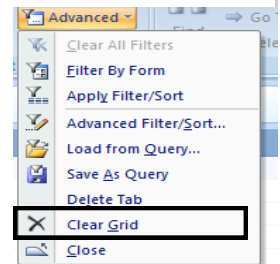 Advanced
Go
Clear All Filters
Filter By Form
Apply Filter/Sort
Advanced Filter/Sort...
Load from Query...
Save As Query
Delete Tab
Clear Grid
Close